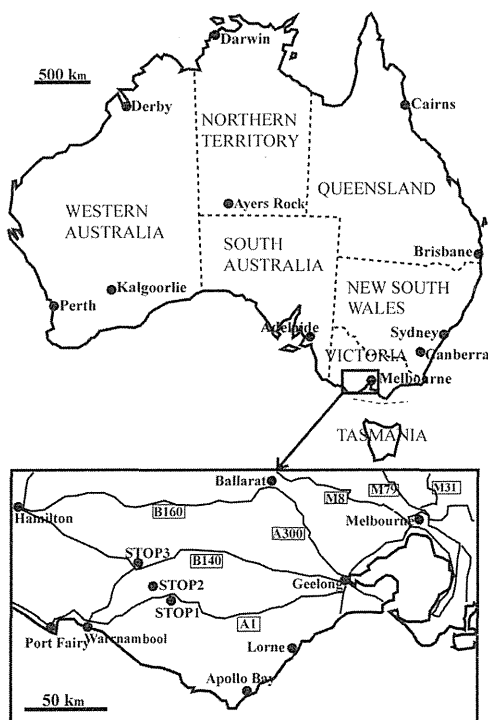 Darwin
500 km
Derby
Cairns
NORTHERN
TERRITORY
QUEENSLAND
Ayers Rock
WESTERN
AUSTRALIA
SOUTH
AUSTRALIA
Brisbane
Kalgoorlie
NEW SOUTH
WALES
Perth
Adelaide
Sydney
VICTORIA
Canberra
Melbourne
TASMANIA
Ballarat
M8
M79
M31
Hamilton
B160
Melbourne
A300
STOP3
B140
STOP2
Geelong
STOP1
A1
Port Fairy
Warnambool
Lorne
Apollo Bay
50 km